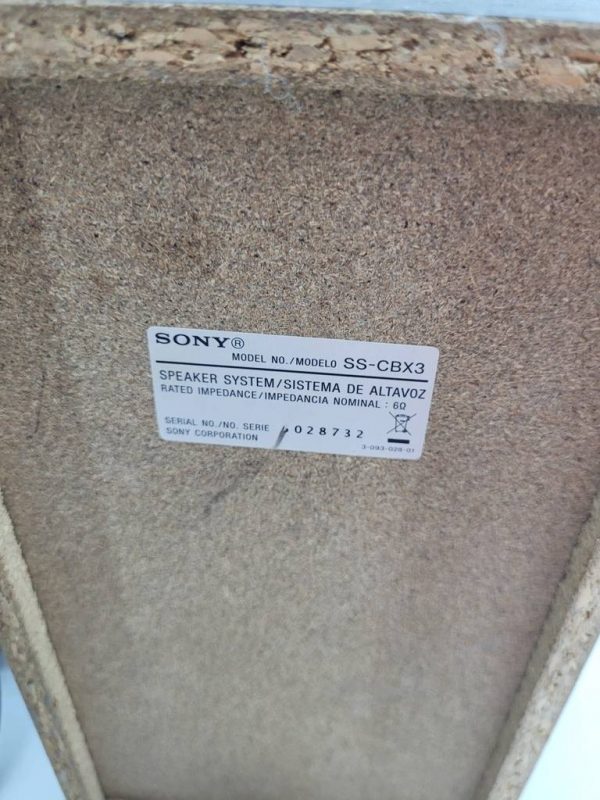 SONY®
MODEL NO./MODELO SS-CBX3
SPEAKER SYSTEM/SISTEMA DE ALTAVOZ
RATED IMPEDANCE/IMPEDANCIA NOMINAL : 6Ω
SERIAL NO./NO. SERIE 028732
SONY CORPORATION
3-093-028-01